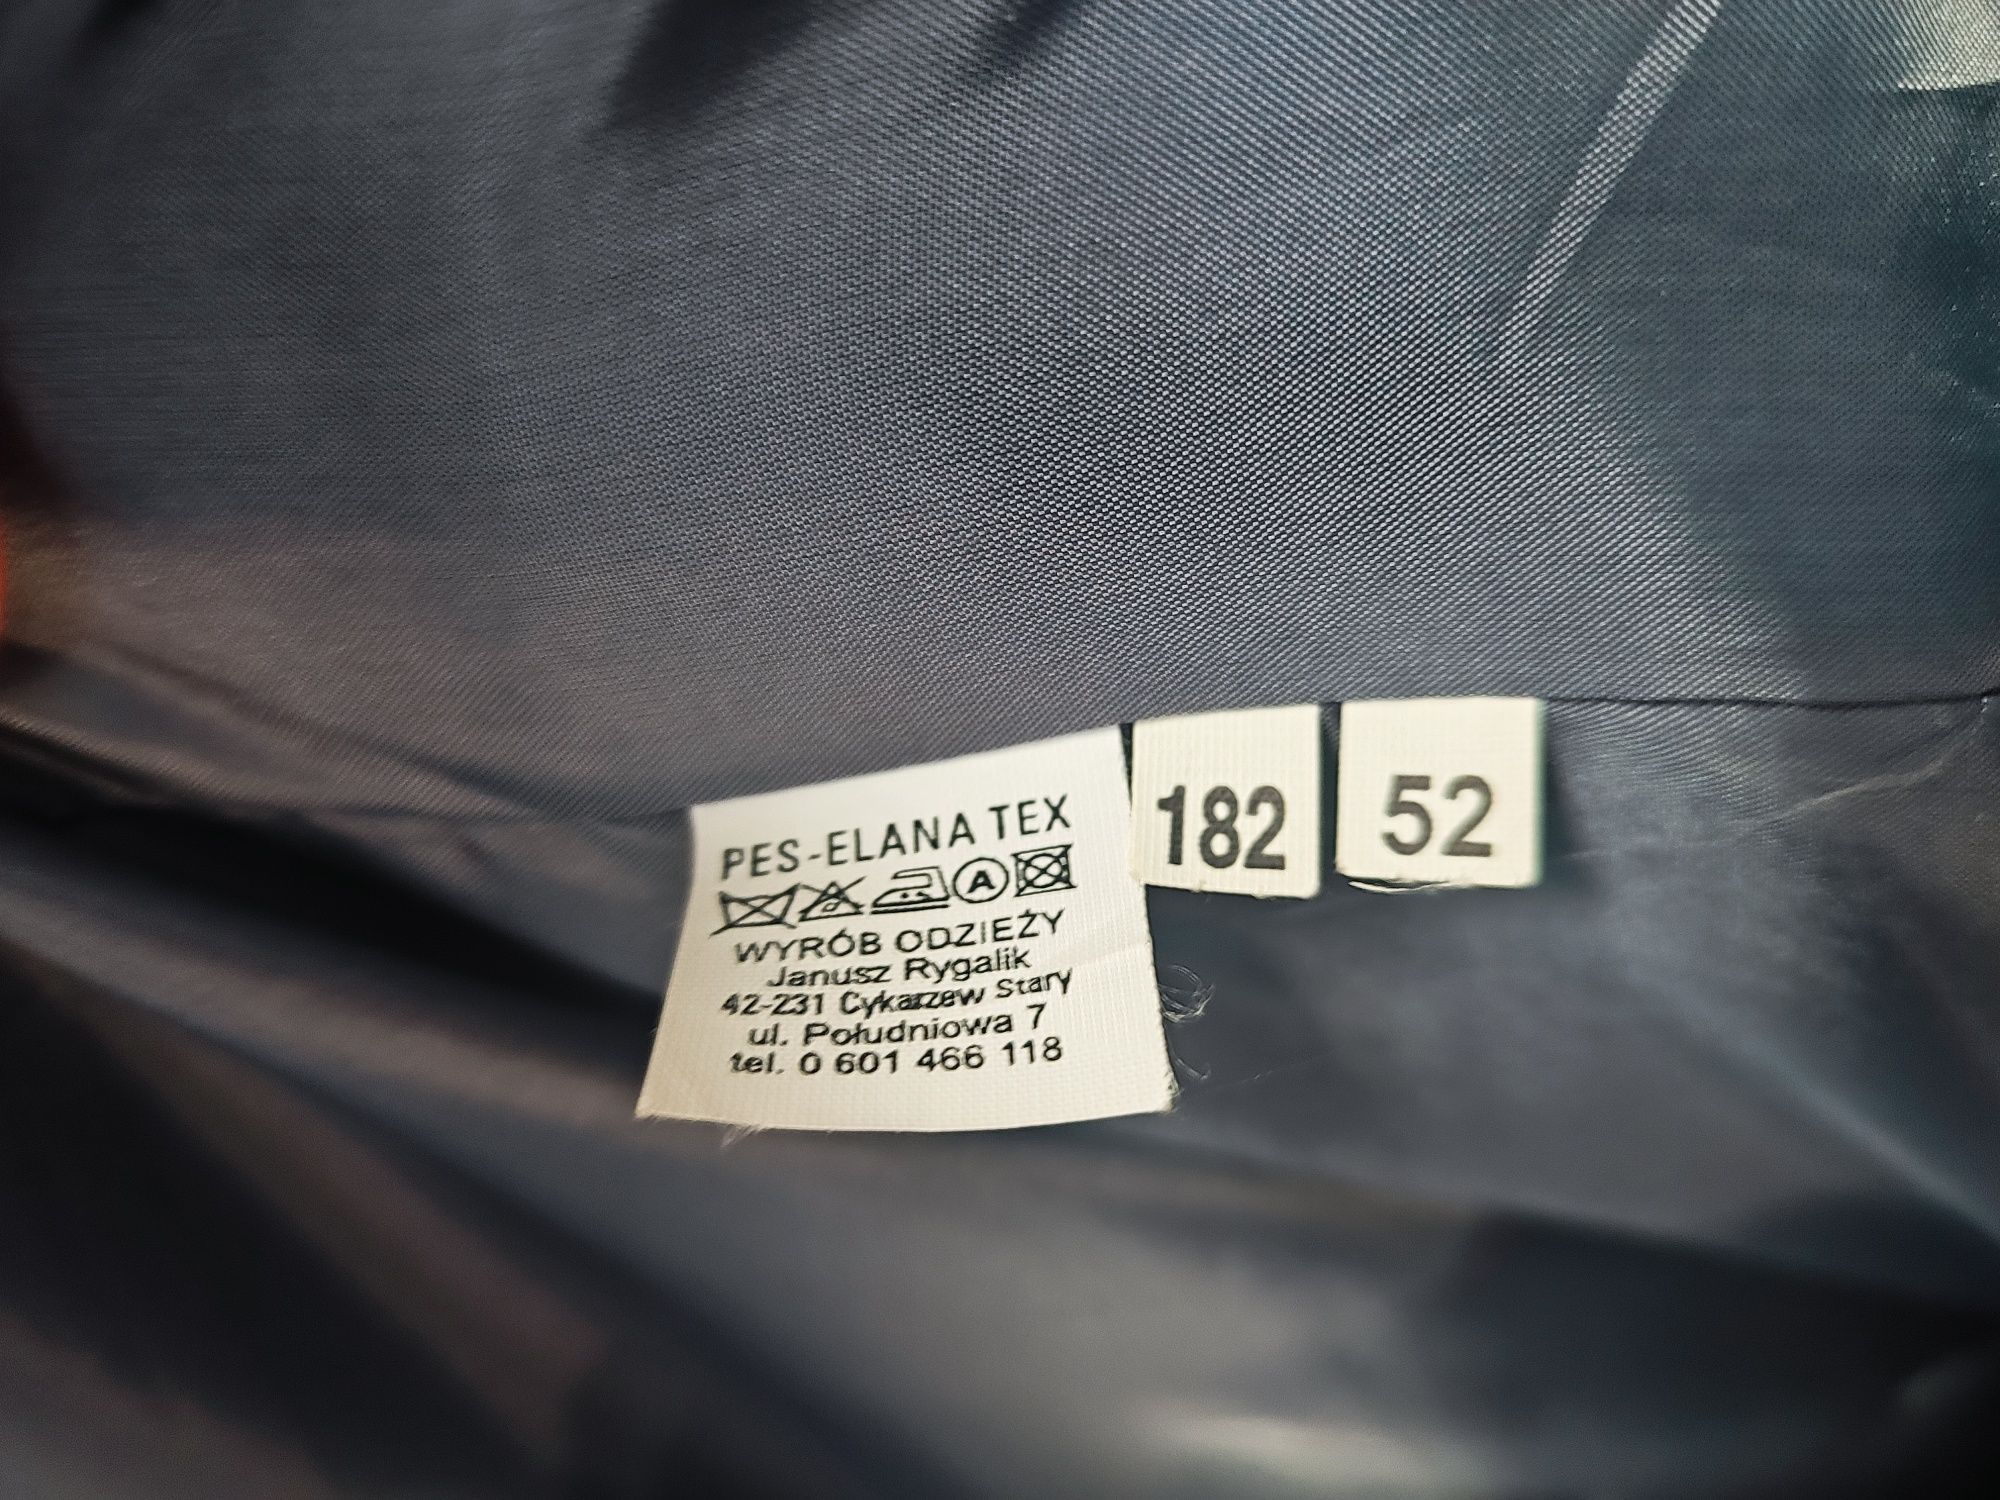 PES-ELANA TEX
A
WYRÓB ODZIEŻY
Janusz Rygalik
42-231 Cykarzew Stary
ul. Południowa 7
tel. 0 601 466 118
182
52